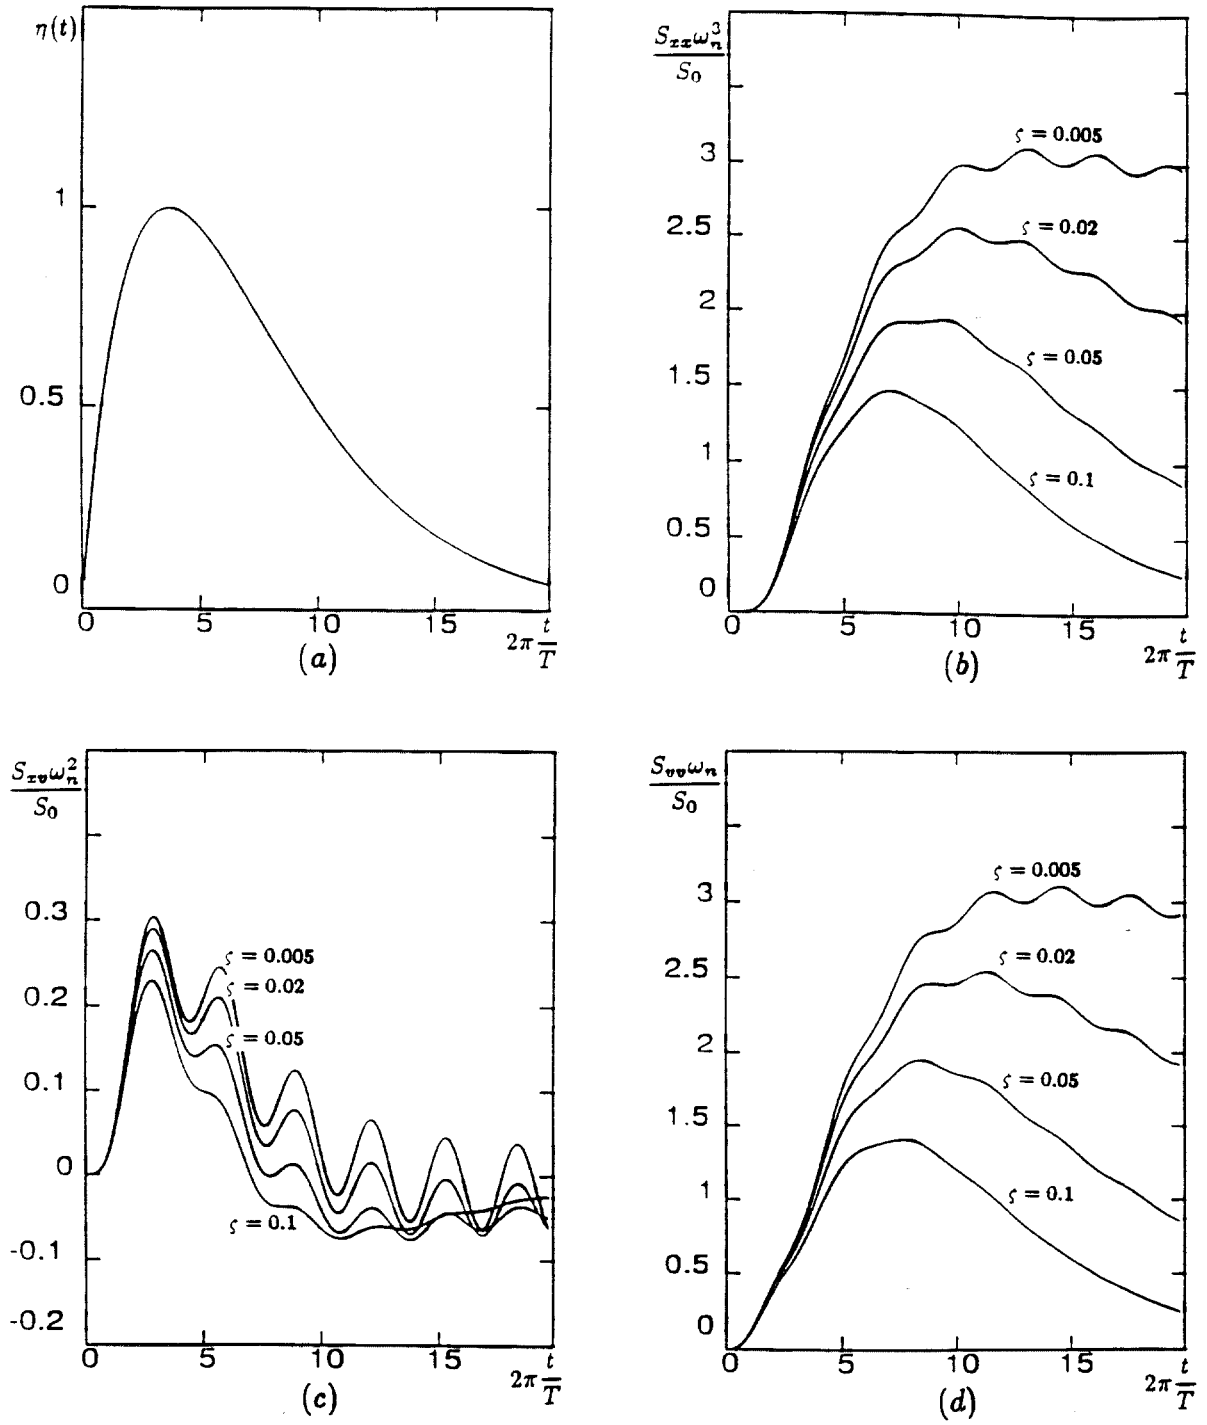 η(t)
1
0.5
0
0
5
10
15
2π t/T
(a)
S_xx ω_n^3 / S_0
3
2.5
2
1.5
1
0.5
0
ζ = 0.005
ζ = 0.02
ζ = 0.05
ζ = 0.1
0
5
10
15
2π t/T
(b)
S_xv ω_n^2 / S_0
0.3
0.2
0.1
0
-0.1
-0.2
ζ = 0.005
ζ = 0.02
ζ = 0.05
ζ = 0.1
0
5
10
15
2π t/T
(c)
S_vv ω_n / S_0
3
2.5
2
1.5
1
0.5
0
ζ = 0.005
ζ = 0.02
ζ = 0.05
ζ = 0.1
0
5
10
15
2π t/T
(d)